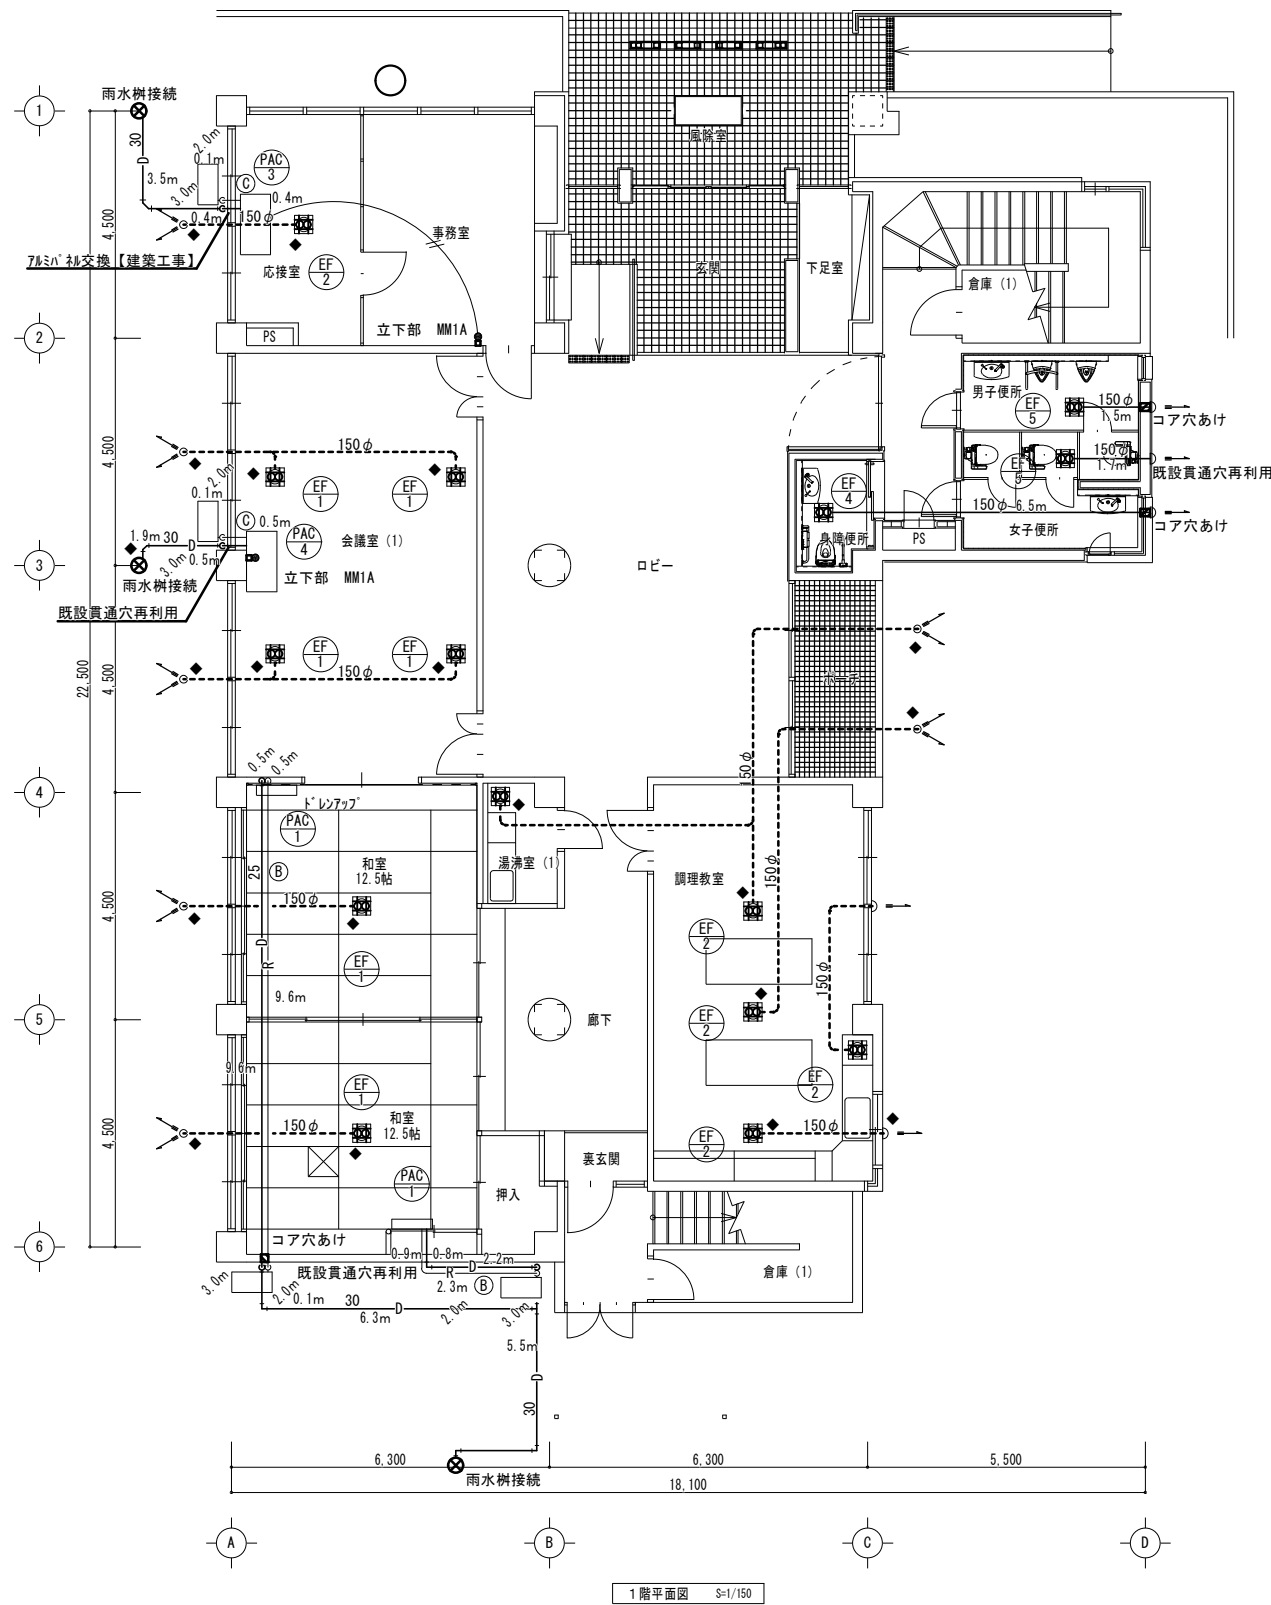 雨水桝接続
1
30
D
3.5m
2.0m
0.1m
3.0m
0.4m
PAC
3
C
0.4m
150φ
アルミパネル交換【建築工事】
応接室
EF
2
事務室
立下部 MM1A
PS
風除室
玄関
下足室
倉庫 (1)
4,500
2
男子便所
EF
5
150φ
1.5m
コア穴あけ
150φ
1.7m
EF
5
既設貫通穴再利用
EF
4
150φ
6.5m
コア穴あけ
女子便所
身障便所
PS
4,500
150φ
2.0m
0.1m
EF
1
EF
1
C
0.5m
PAC
4
会議室 (1)
1.9m
30
D
3.0m
0.5m
雨水桝接続
立下部 MM1A
既設貫通穴再利用
3
ロビー
22,500
4,500
EF
1
EF
1
150φ
ポーチ
150φ
150φ
4
0.5m
0.5m
ドレンアップ
PAC
1
25
B
和室
12.5帖
150φ
D
R
EF
1
9.6m
湯沸室 (1)
調理教室
EF
2
150φ
4,500
5
廊下
EF
2
EF
2
9.6m
EF
1
和室
12.5帖
150φ
PAC
1
4,500
EF
2
150φ
裏玄関
押入
6
コア穴あけ
既設貫通穴再利用
0.9m
0.8m
D
2.2m
R
2.3m
B
倉庫 (1)
3.0m
2.0m
0.1m
30
6.3m
D
2.0m
3.0m
5.5m
D
30
雨水桝接続
6,300
6,300
5,500
18,100
A
B
C
D
1階平面図 S=1/150